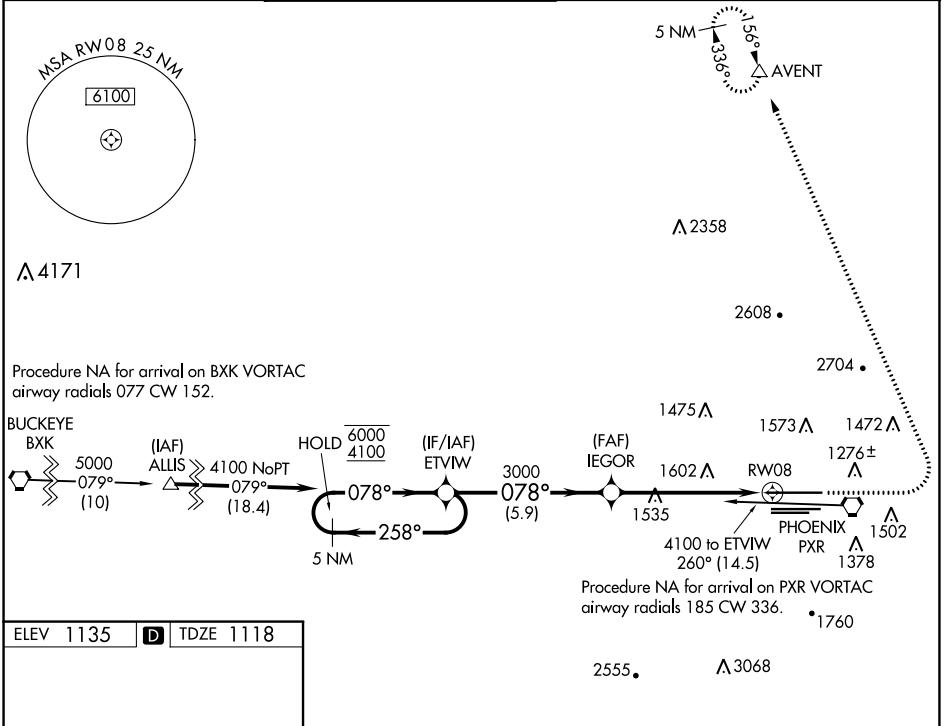 MSA RW08 25 NM
6100
5 NM
156°
336°
AVENT
2358
4171
2608
2704
Procedure NA for arrival on BXK VORTAC
airway radials 077 CW 152.
1475
1573
1472
BUCKEYE
BXK
5000
079°
(10)
(IAF)
ALLIS
4100 NoPT
079°
(18.4)
HOLD
6000
4100
078°
258°
5 NM
(IF/IAF)
ETVIW
3000
078°
(5.9)
(FAF)
IEGOR
1602
1535
RW08
1276±
PHOENIX
PXR
1502
1378
4100 to ETVIW
260° (14.5)
Procedure NA for arrival on PXR VORTAC
airway radials 185 CW 336.
1760
ELEV 1135 D TDZE 1118
2555
3068